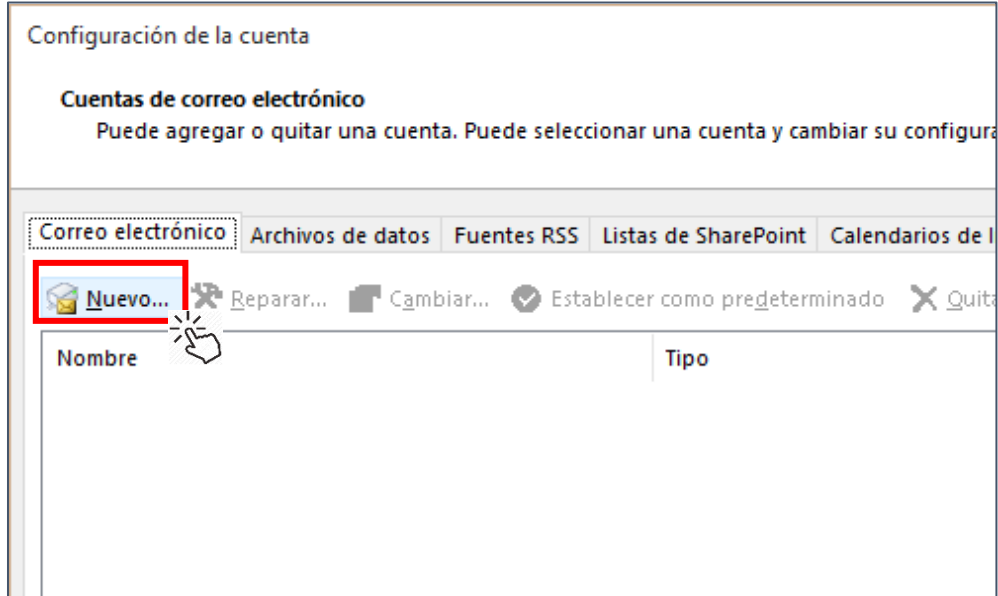 Configuración de la cuenta
Cuentas de correo electrónico
Puede agregar o quitar una cuenta. Puede seleccionar una cuenta y cambiar su configura
Correo electrónico Archivos de datos Fuentes RSS Listas de SharePoint Calendarios de I
Nuevo... Reparar... Cambiar... Establecer como predeterminado Quita
Nombre Tipo